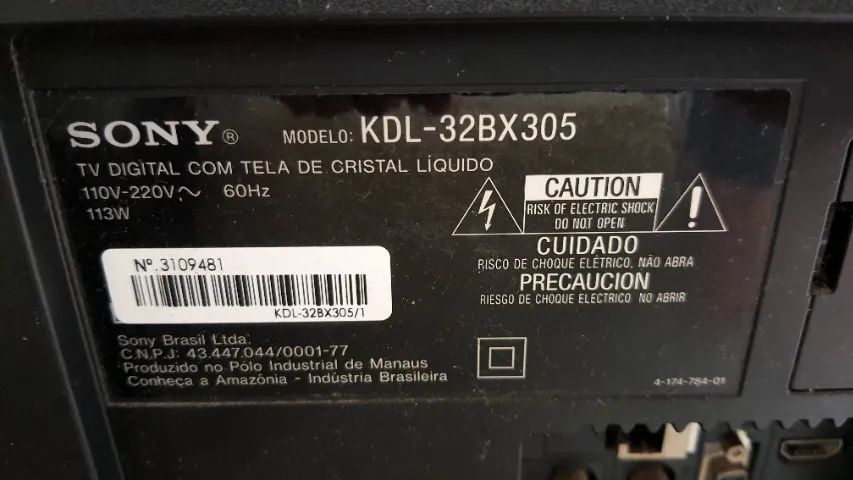 SONY® MODELO: KDL-32BX305
TV DIGITAL COM TELA DE CRISTAL LÍQUIDO
110V-220V~ 60Hz
113W
CAUTION
RISK OF ELECTRIC SHOCK
DO NOT OPEN
CUIDADO
RISCO DE CHOQUE ELÉTRICO, NÃO ABRA
PRECAUCION
RIESGO DE CHOQUE ELECTRICO NO ABRIR
Nº.3109481
KDL-32BX305/1
Sony Brasil Ltda.
C.N.P.J: 43.447.044/0001-77
Produzido no Pólo Industrial de Manaus
Conheça a Amazônia - Indústria Brasileira
4-174-784-01